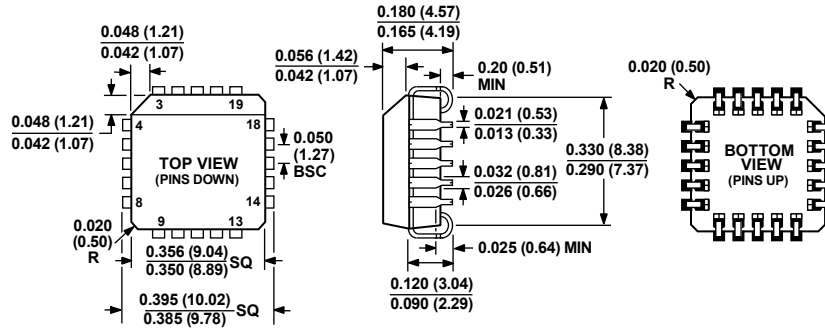 0.048 (1.21)
0.042 (1.07)
0.048 (1.21)
0.042 (1.07)
3
19
4
18
TOP VIEW
(PINS DOWN)
0.050
(1.27)
BSC
8
14
9
13
0.020
(0.50)
R
0.356 (9.04)
0.350 (8.89)
SQ
0.395 (10.02)
0.385 (9.78)
SQ
0.180 (4.57)
0.165 (4.19)
0.056 (1.42)
0.042 (1.07)
0.20 (0.51)
MIN
0.021 (0.53)
0.013 (0.33)
0.032 (0.81)
0.026 (0.66)
0.330 (8.38)
0.290 (7.37)
0.025 (0.64) MIN
0.120 (3.04)
0.090 (2.29)
0.020 (0.50)
R
BOTTOM
VIEW
(PINS UP)